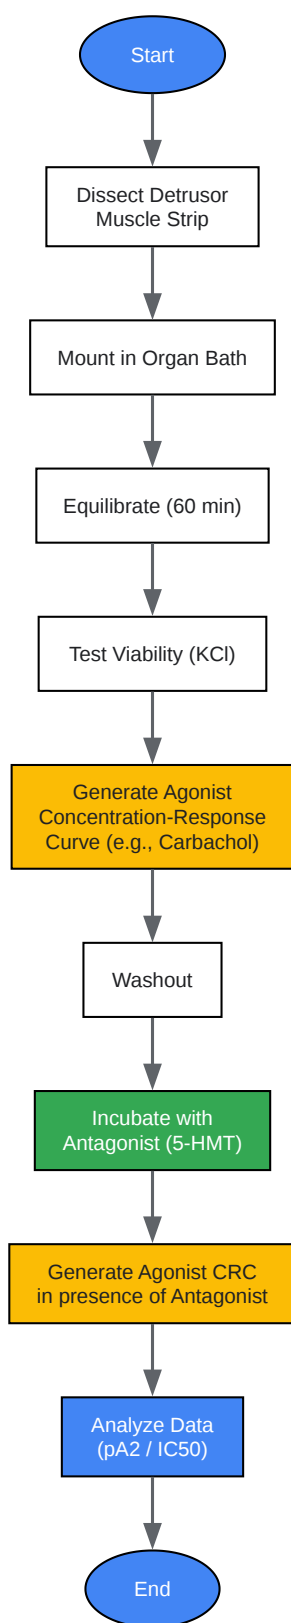 Start
Dissect Detrusor
Muscle Strip
Mount in Organ Bath
Equilibrate (60 min)
Test Viability (KCl)
Generate Agonist
Concentration-Response
Curve (e.g., Carbachol)
Washout
Incubate with
Antagonist (5-HMT)
Generate Agonist CRC
in presence of Antagonist
Analyze Data
(pA2 / IC50)
End